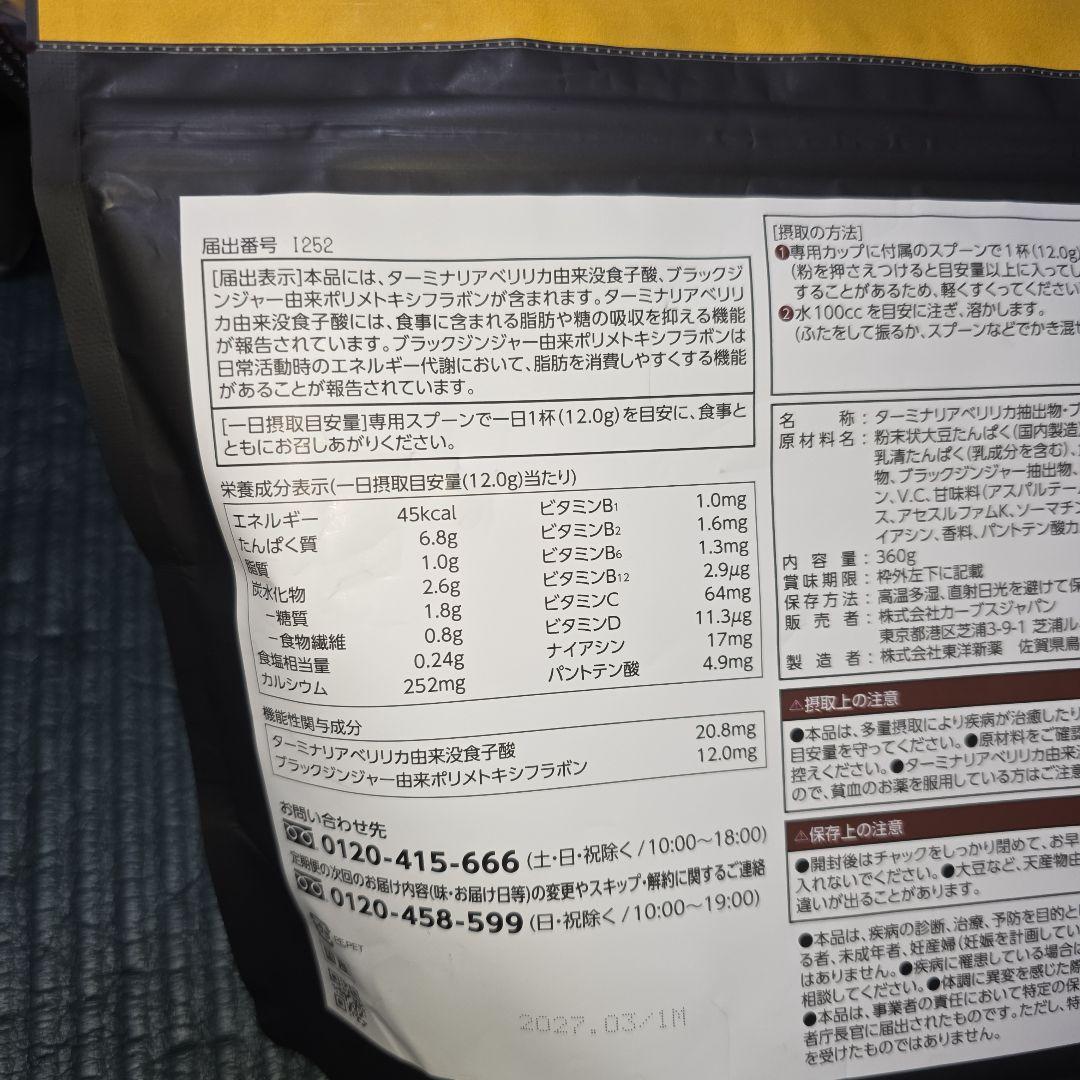 届出番号 I252
[届出表示]本品には、ターミナリアベリリカ由来没食子酸、ブラックジ
ンジャー由来ポリメトキシフラボンが含まれます。ターミナリアベリリ
カ由来没食子酸には、食事に含まれる脂肪や糖の吸収を抑える機能
が報告されています。ブラックジンジャー由来ポリメトキシフラボンは
日常活動時のエネルギー代謝において、脂肪を消費しやすくする機能
があることが報告されています。
[一日摂取目安量]専用スプーンで一日1杯(12.0g)を目安に、食事と
ともにお召しあがりください。
栄養成分表示(一日摂取目安量(12.0g)当たり)
エネルギー 45kcal
たんぱく質 6.8g
脂質 1.0g
炭水化物 2.6g
−糖質 1.8g
−食物繊維 0.8g
食塩相当量 0.24g
カルシウム 252mg
ビタミンB1 1.0mg
ビタミンB2 1.6mg
ビタミンB6 1.3mg
ビタミンB12 2.9μg
ビタミンC 64mg
ビタミンD 11.3μg
ナイアシン 17mg
パントテン酸 4.9mg
機能性関与成分
ターミナリアベリリカ由来没食子酸 20.8mg
ブラックジンジャー由来ポリメトキシフラボン 12.0mg
お問い合わせ先
0120-415-666 (土・日・祝除く/10:00〜18:00)
定期便の次回のお届け内容(味・お届け日等)の変更やスキップ・解約に関するご連絡
0120-458-599 (日・祝除く/10:00〜19:00)
2027.03/1M
[摂取の方法]
❶専用カップに付属のスプーンで1杯(12.0g)
(粉を押さえつけると目安量以上に入ってし
することがあるため、軽くすくってください
❷水100ccを目安に注ぎ、溶かします。
(ふたをして振るか、スプーンなどでかき混
名称:ターミナリアベリリカ抽出物・ブ
原材料名:粉末状大豆たんぱく(国内製造)
乳清たんぱく(乳成分を含む)、
物、ブラックジンジャー抽出物、
ン、V.C、甘味料(アスパルテー
ス、アセスルファムK、ソーマチン
イアシン、香料、パントテン酸カ
内容量:360g
賞味期限:枠外左下に記載
保存方法:高温多湿、直射日光を避けて保
販売者:株式会社カーブスジャパン
東京都港区芝浦3-9-1 芝浦ル
製造者:株式会社東洋新薬 佐賀県鳥
⚠摂取上の注意
●本品は、多量摂取により疾病が治癒したり
目安量を守ってください。●原材料をご確認
控えください。●ターミナリアベリリカ由来
ので、貧血のお薬を服用している方はご注意
⚠保存上の注意
●開封後はチャックをしっかり閉めて、お早
入れないでください。●大豆など、天産物由
違いが出ることがあります。
●本品は、疾病の診断、治療、予防を目的と
る者、未成年者、妊産婦(妊娠を計画してい
はありません。●疾病に罹患している場合は
相談してください。●体調に異変を感じた際
●本品は、事業者の責任において特定の保
者庁長官に届出されたものです。ただし、特
を受けたものではありません。